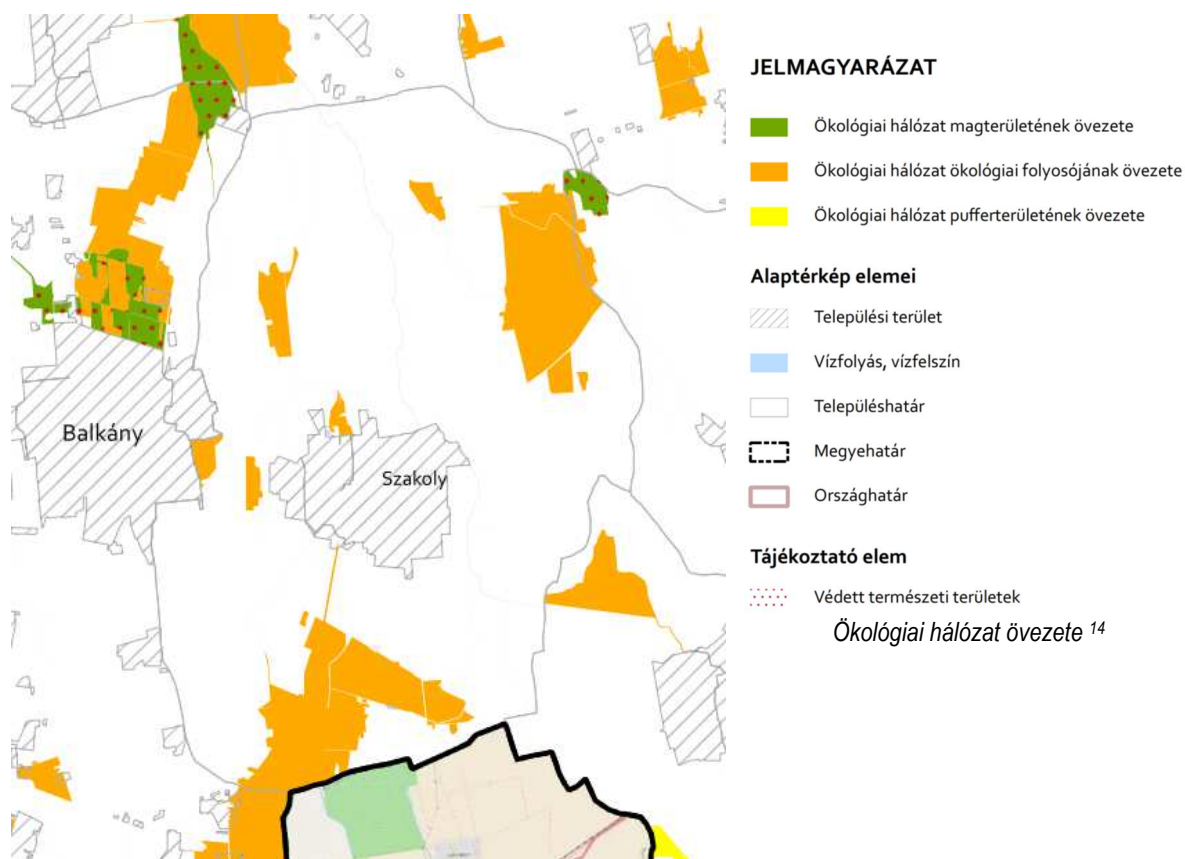 JELMAGYARÁZAT
Ökológiai hálózat magterületének övezete
Ökológiai hálózat ökológiai folyosójának övezete
Ökológiai hálózat pufferterületének övezete
Alaptérkép elemei
Települési terület
Vízfolyás, vízfelszín
Településhatár
Megyehatár
Országhatár
Tájékoztató elem
Védett természeti területek
Ökológiai hálózat övezete 14
Balkány
Szakoly